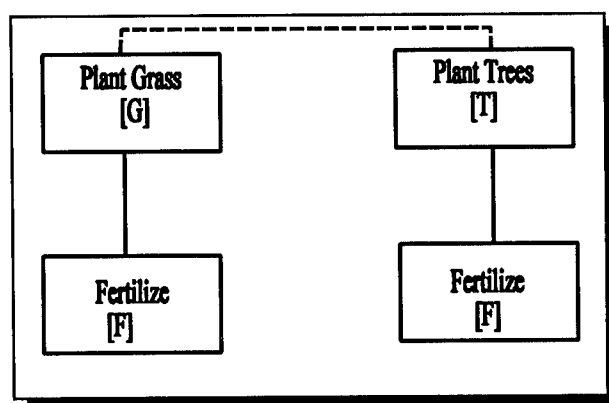 Plant Grass
[G]
Plant Trees
[T]
Fertilize
[F]
Fertilize
[F]